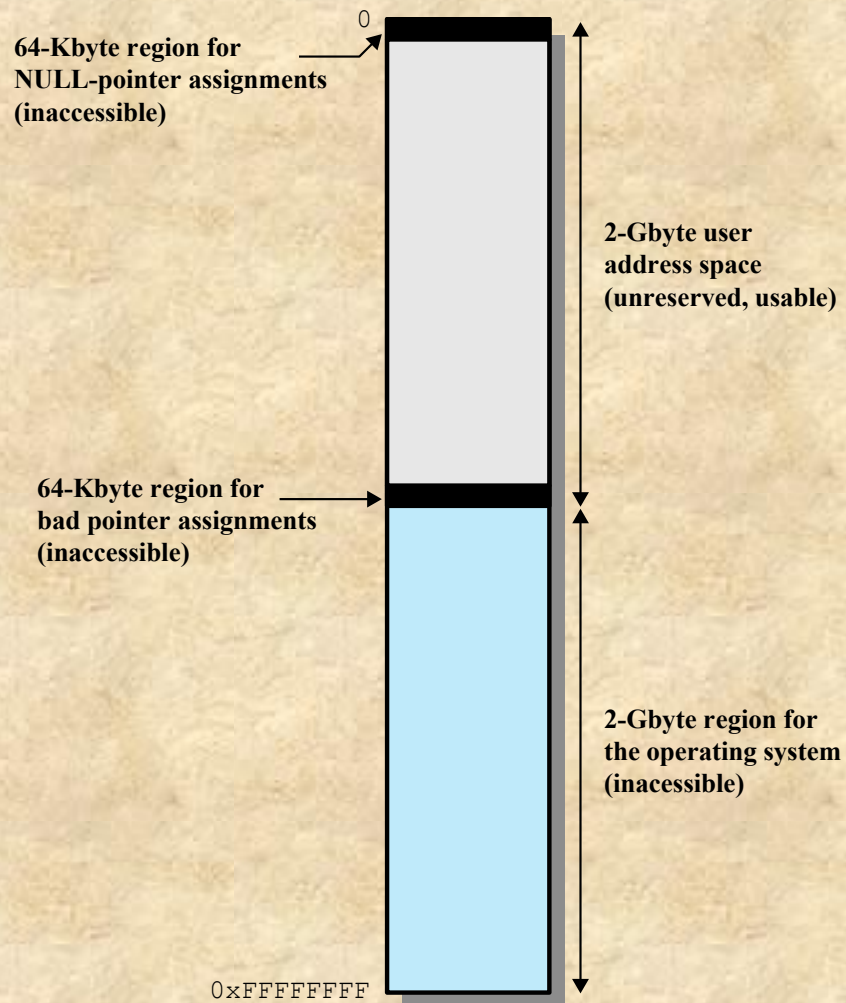 0
64-Kbyte region for
NULL-pointer assignments
(inaccessible)
2-Gbyte user
address space
(unreserved, usable)
64-Kbyte region for
bad pointer assignments
(inaccessible)
2-Gbyte region for
the operating system
(inacessible)
0xFFFFFFFF